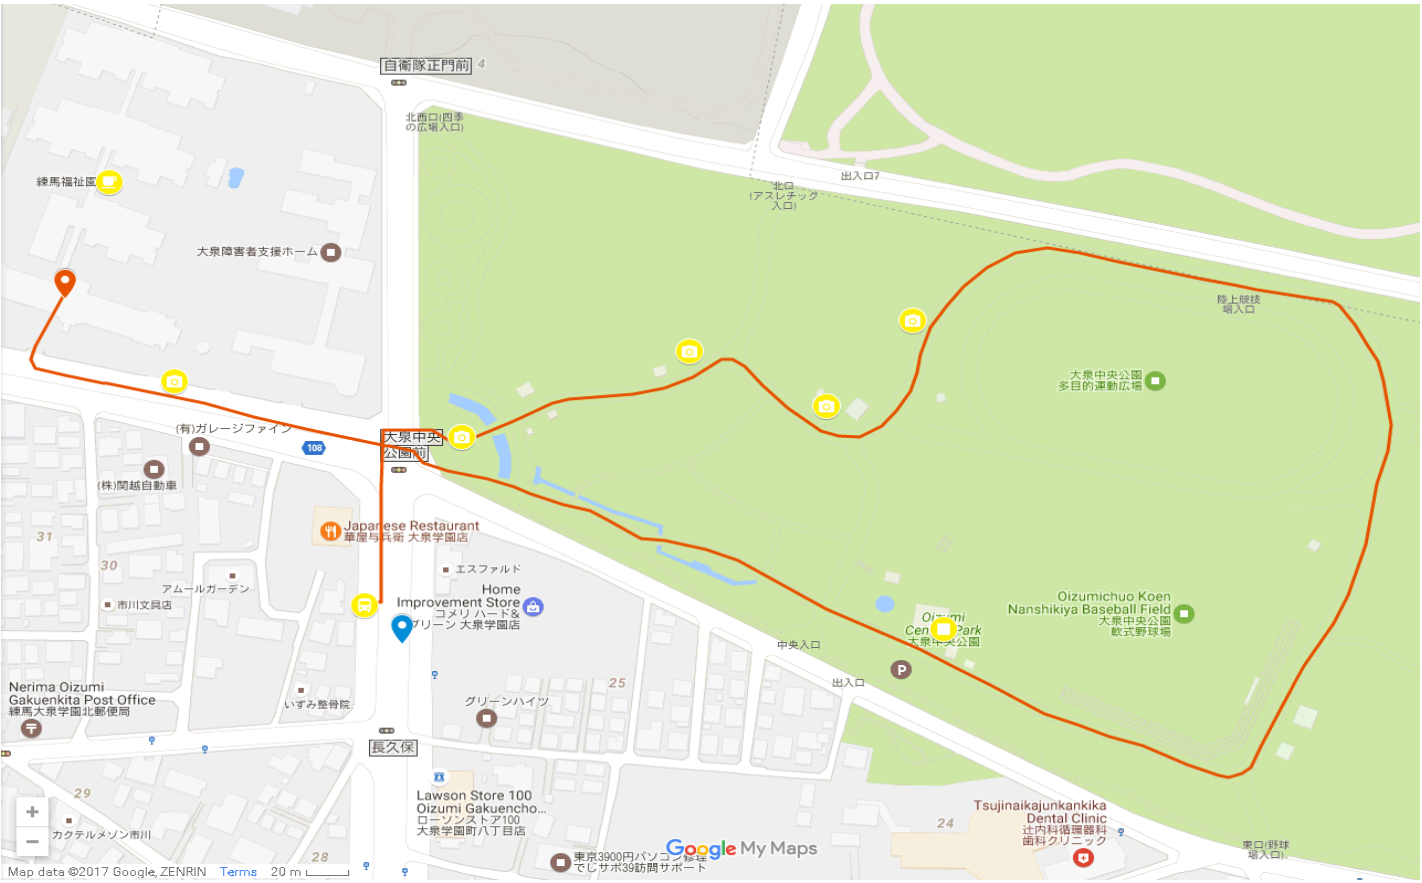 自衛隊正門前
4
北西口(四季
の広場入口)
練馬福祉園
出入口7
北口
(アスレチック
入口)
大泉障害者支援ホーム
陸上競技
場入口
大泉中央公園
多目的運動広場
(有)ガレージファイン
108
大泉中央
公園前
(株)関越自動車
31
Japanese Restaurant
華屋与兵衛 大泉学園店
30
エスファルド
アムールガーデン
Home
Improvement Store
コメリ ハード&
グリーン 大泉学園店
市川文具店
Oizumichuo Koen
Nanshikiya Baseball Field
大泉中央公園
軟式野球場
Oizumi
Central Park
大泉中央公園
中央入口
P
出入口
25
Nerima Oizumi
Gakuenkita Post Office
練馬大泉学園北郵便局
いずみ整骨院
グリーンハイツ
長久保
29
Lawson Store 100
Oizumi Gakuencho...
ローソンストア100
大泉学園町八丁目店
Tsujinaikajunkankika
Dental Clinic
辻内科循環器科
歯科クリニック
24
カクテルメゾン市川
28
東京3900円パソコン修理
でじサポ39訪問サポート
Google My Maps
東口(野球
場入口)
+
−
Map data ©2017 Google, ZENRIN Terms 20 m